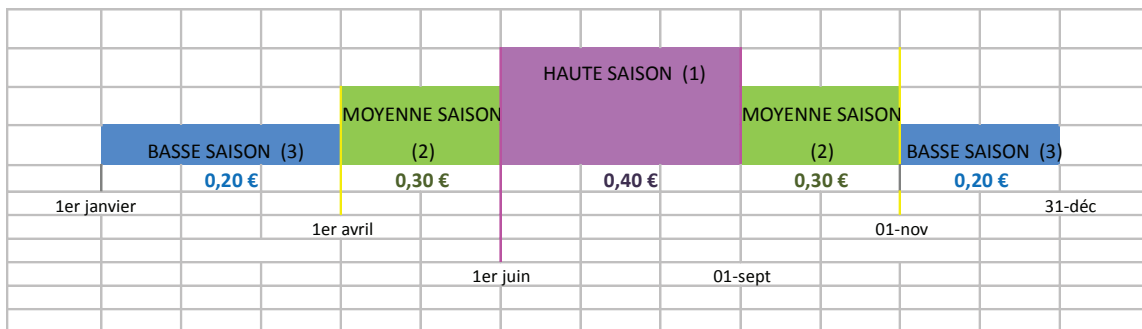 HAUTE SAISON (1)
MOYENNE SAISON
MOYENNE SAISON
BASSE SAISON (3)
(2)
(2)
BASSE SAISON (3)
0,20 €
0,30 €
0,40 €
0,30 €
0,20 €
1er janvier
31-déc
1er avril
01-nov
1er juin
01-sept